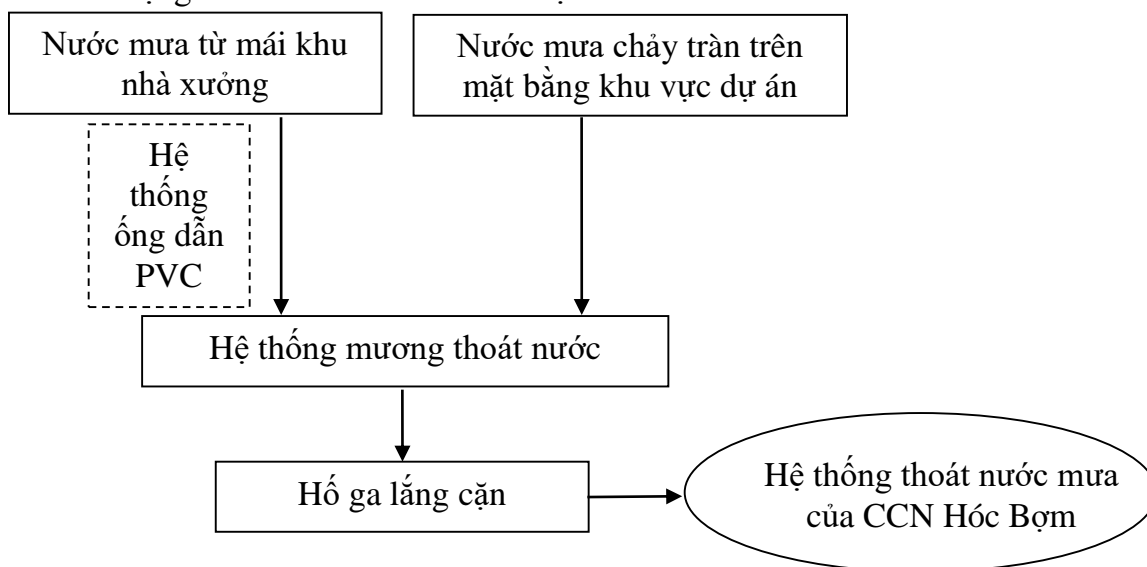 Nước mưa từ mái khu
nhà xưởng
Nước mưa chảy tràn trên
mặt bằng khu vực dự án
Hệ
thống
ống dẫn
PVC
Hệ thống mương thoát nước
Hố ga lắng cặn
Hệ thống thoát nước mưa
của CCN Hóc Bợm